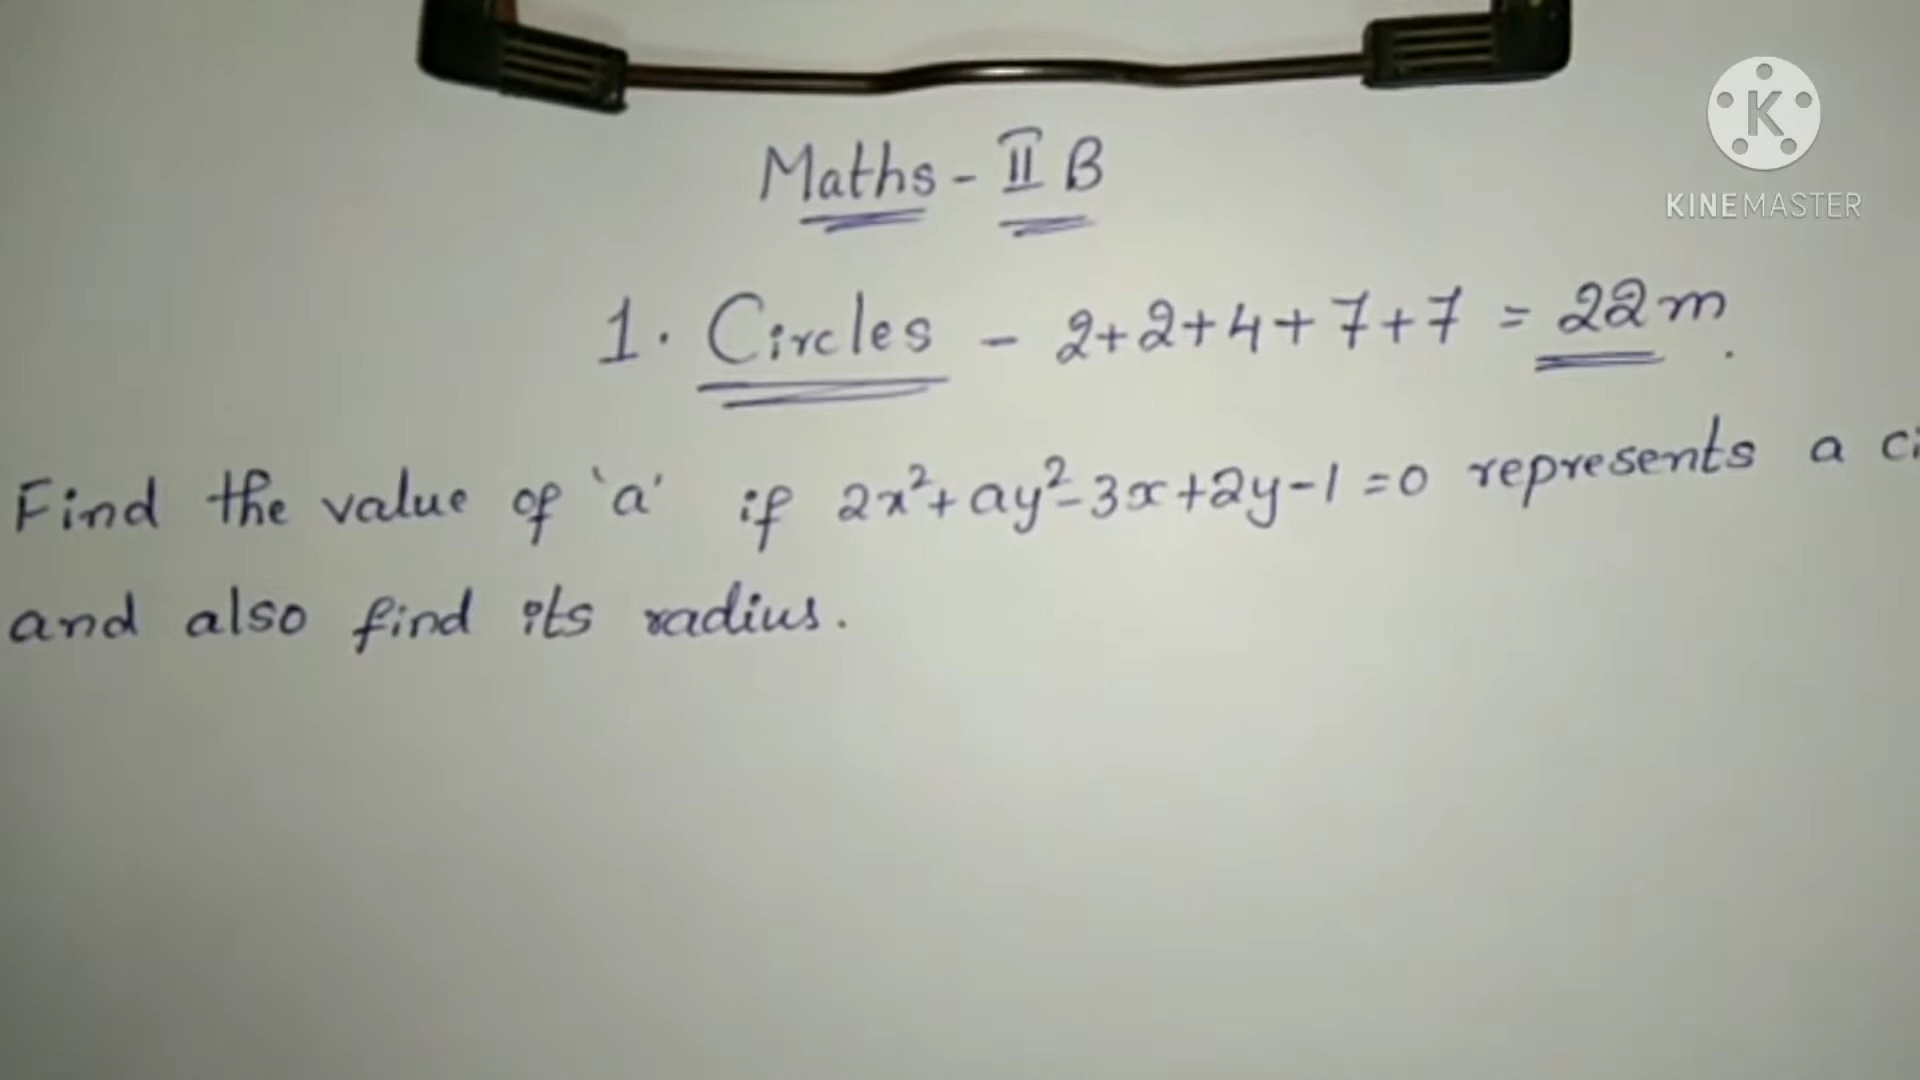 Maths - II B
K
KINEMASTER
1. Circles - 2+2+4+7+7 = 22m.
Find the value of 'a' if 2x²+ay²-3x+2y-1=0 represents a ci
and also find its radius.